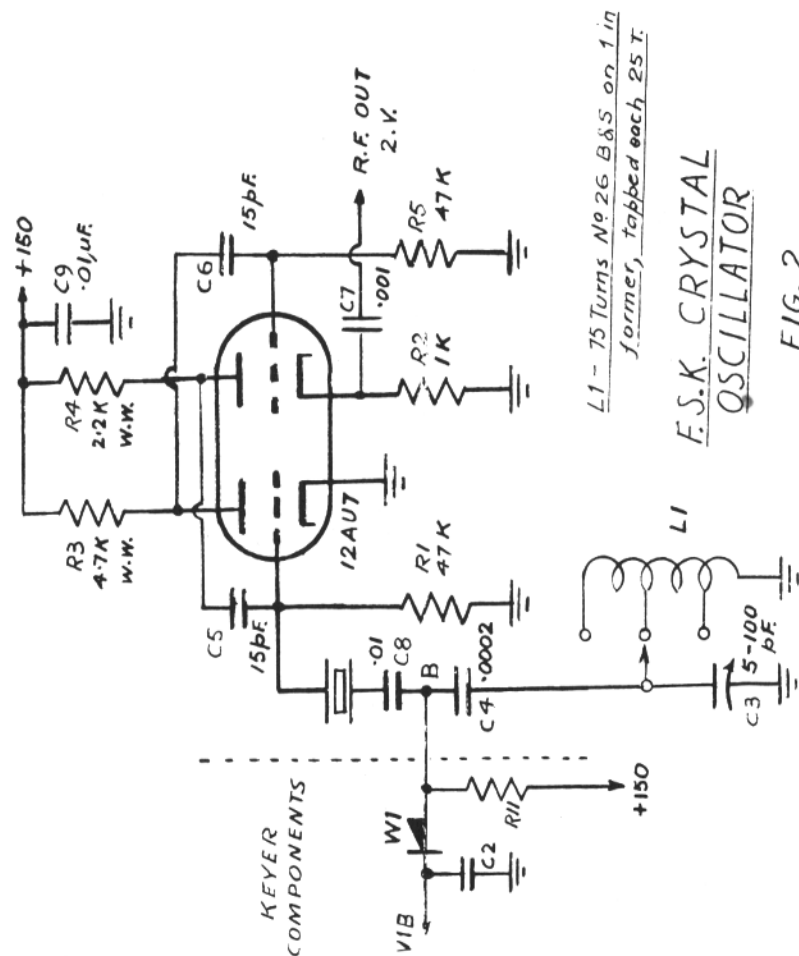 KEYER
COMPONENTS
V1B
W1
C2
R11
+150
B
C8
.01
C4
.0002
C5
15pF.
R3
4.7K
W.W.
R4
2.2K
W.W.
+150
C9
.01µF.
12AU7
R1
47K
C6
15pF.
R.F. OUT
2.V.
C7
.001
R2
1K
R5
47K
C3
5-100
pF.
L1
L1 - 75 Turns No 26 B&S on 1 in
former, tapped each 25 T.
F.S.K. CRYSTAL
OSCILLATOR
FIG. 2